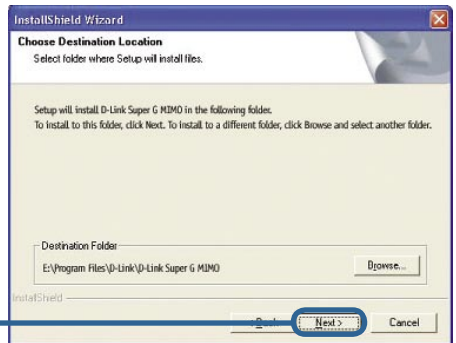 InstallShield Wizard
Choose Destination Location
Select folder where Setup will install files.
Setup will install D-Link Super G MIMO in the following folder.
To install to this folder, click Next. To install to a different folder, click Browse and select another folder.
Destination Folder
E:\Program Files\D-Link\D-Link Super G MIMO
Browse...
InstallShield
Next > Cancel